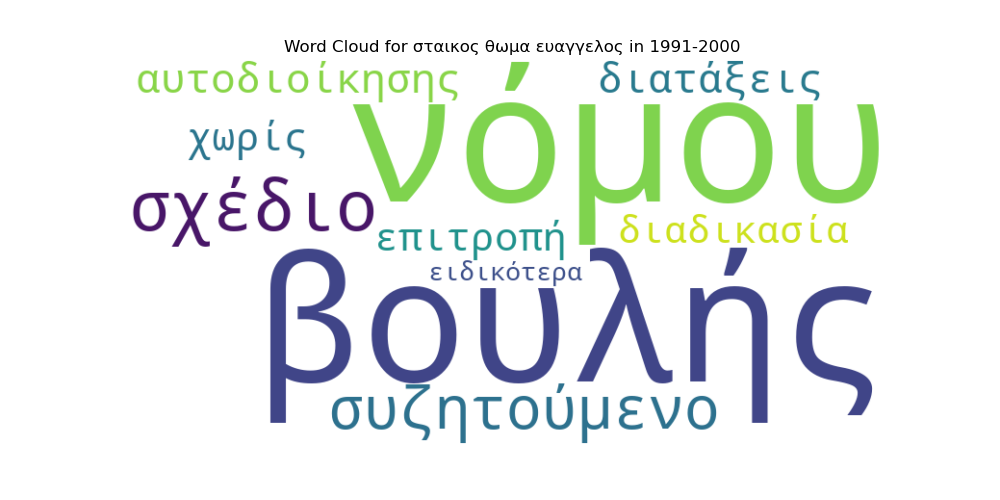 Word Cloud for σταικος θωμα ευαγγελος in 1991-2000
αυτοδιοίκησης
διατάξεις
νόμου
χωρίς
σχέδιο
διαδικασία
επιτροπή
ειδικότερα
βουλής
συζητούμενο